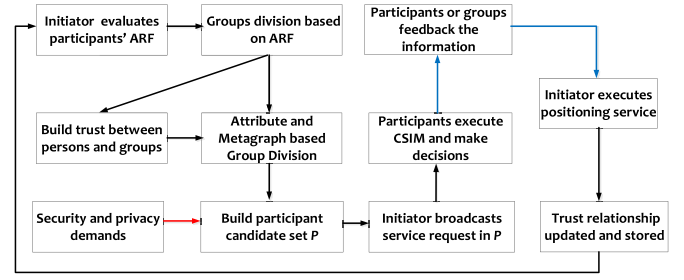 Initiator evaluates
participants' ARF
Groups division based
on ARF
Participants or groups
feedback the
information
Initiator executes
positioning service
Build trust between
persons and groups
Attribute and
Metagraph based
Group Division
Participants execute
CSIM and make
decisions
Security and privacy
demands
Build participant
candidate set P
Initiator broadcasts
service request in P
Trust relationship
updated and stored